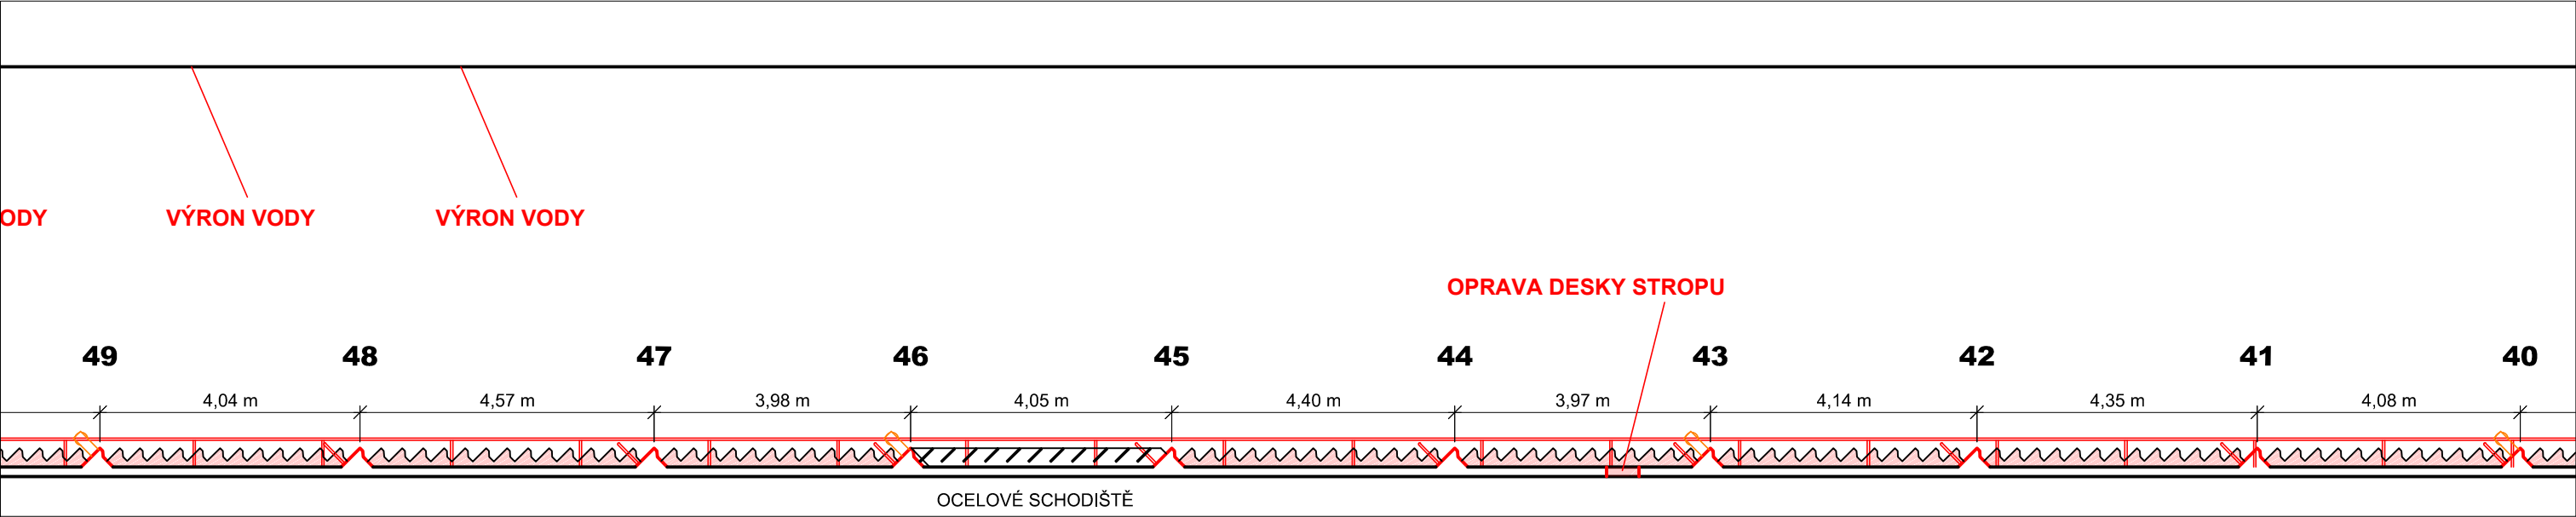 ODY
VÝRON VODY
VÝRON VODY
OPRAVA DESKY STROPU
49 48 47 46 45 44 43 42 41 40
4,04 m 4,57 m 3,98 m 4,05 m 4,40 m 3,97 m 4,14 m 4,35 m 4,08 m
OCELOVÉ SCHODIŠTĚ